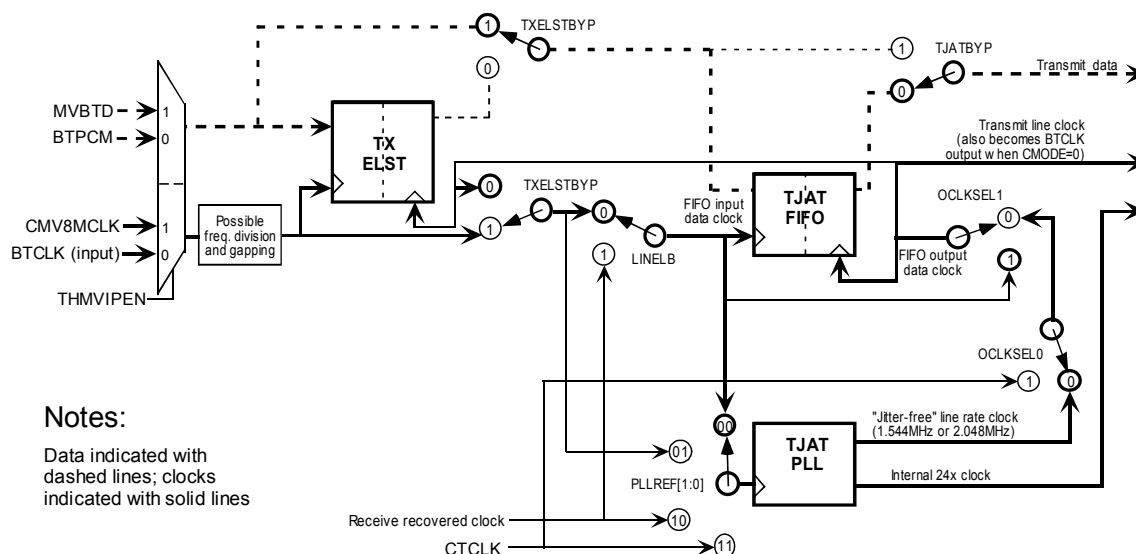 1
TXELSTBYP
0
1
TJATBYP
0
Transmit data
MVBTD
1
BTPCM
0
TX
ELST
Transmit line clock
(also becomes BTCLK
output when CMODE=0)
0
TXELSTBYP
1
0
FIFO input
data clock
LINELB
TJAT
FIFO
OCLKSEL1
0
FIFO output
data clock
1
CMV8MCLK
1
BTCLK (input)
0
Possible
freq. division
and gapping
THMVIPEN
1
OCLKSEL0
1
0
Notes:
Data indicated with
dashed lines; clocks
indicated with solid lines
00
01
PLLREF[1:0]
TJAT
PLL
"Jitter-free" line rate clock
(1.544MHz or 2.048MHz)
Internal 24x clock
Receive recovered clock
10
CTCLK
11